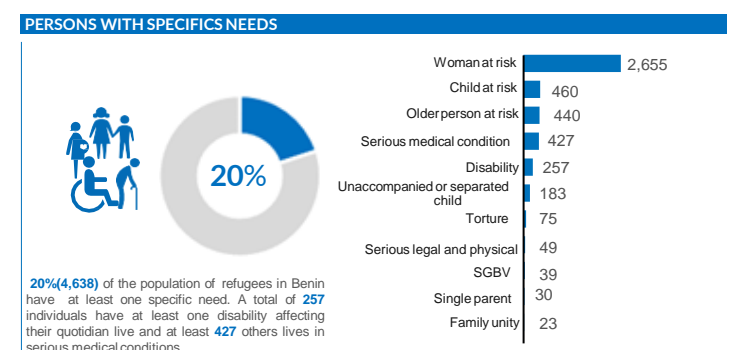 PERSONS WITH SPECIFICS NEEDS
20%
20%(4,638) of the population of refugees in Benin
have at least one specific need. A total of 257
individuals have at least one disability affecting
their quotidian live and at least 427 others lives in
serious medical conditions
Woman at risk 2,655
Child at risk 460
Older person at risk 440
Serious medical condition 427
Disability 257
Unaccompanied or separated
child 183
Torture 75
Serious legal and physical 49
SGBV 39
Single parent 30
Family unity 23